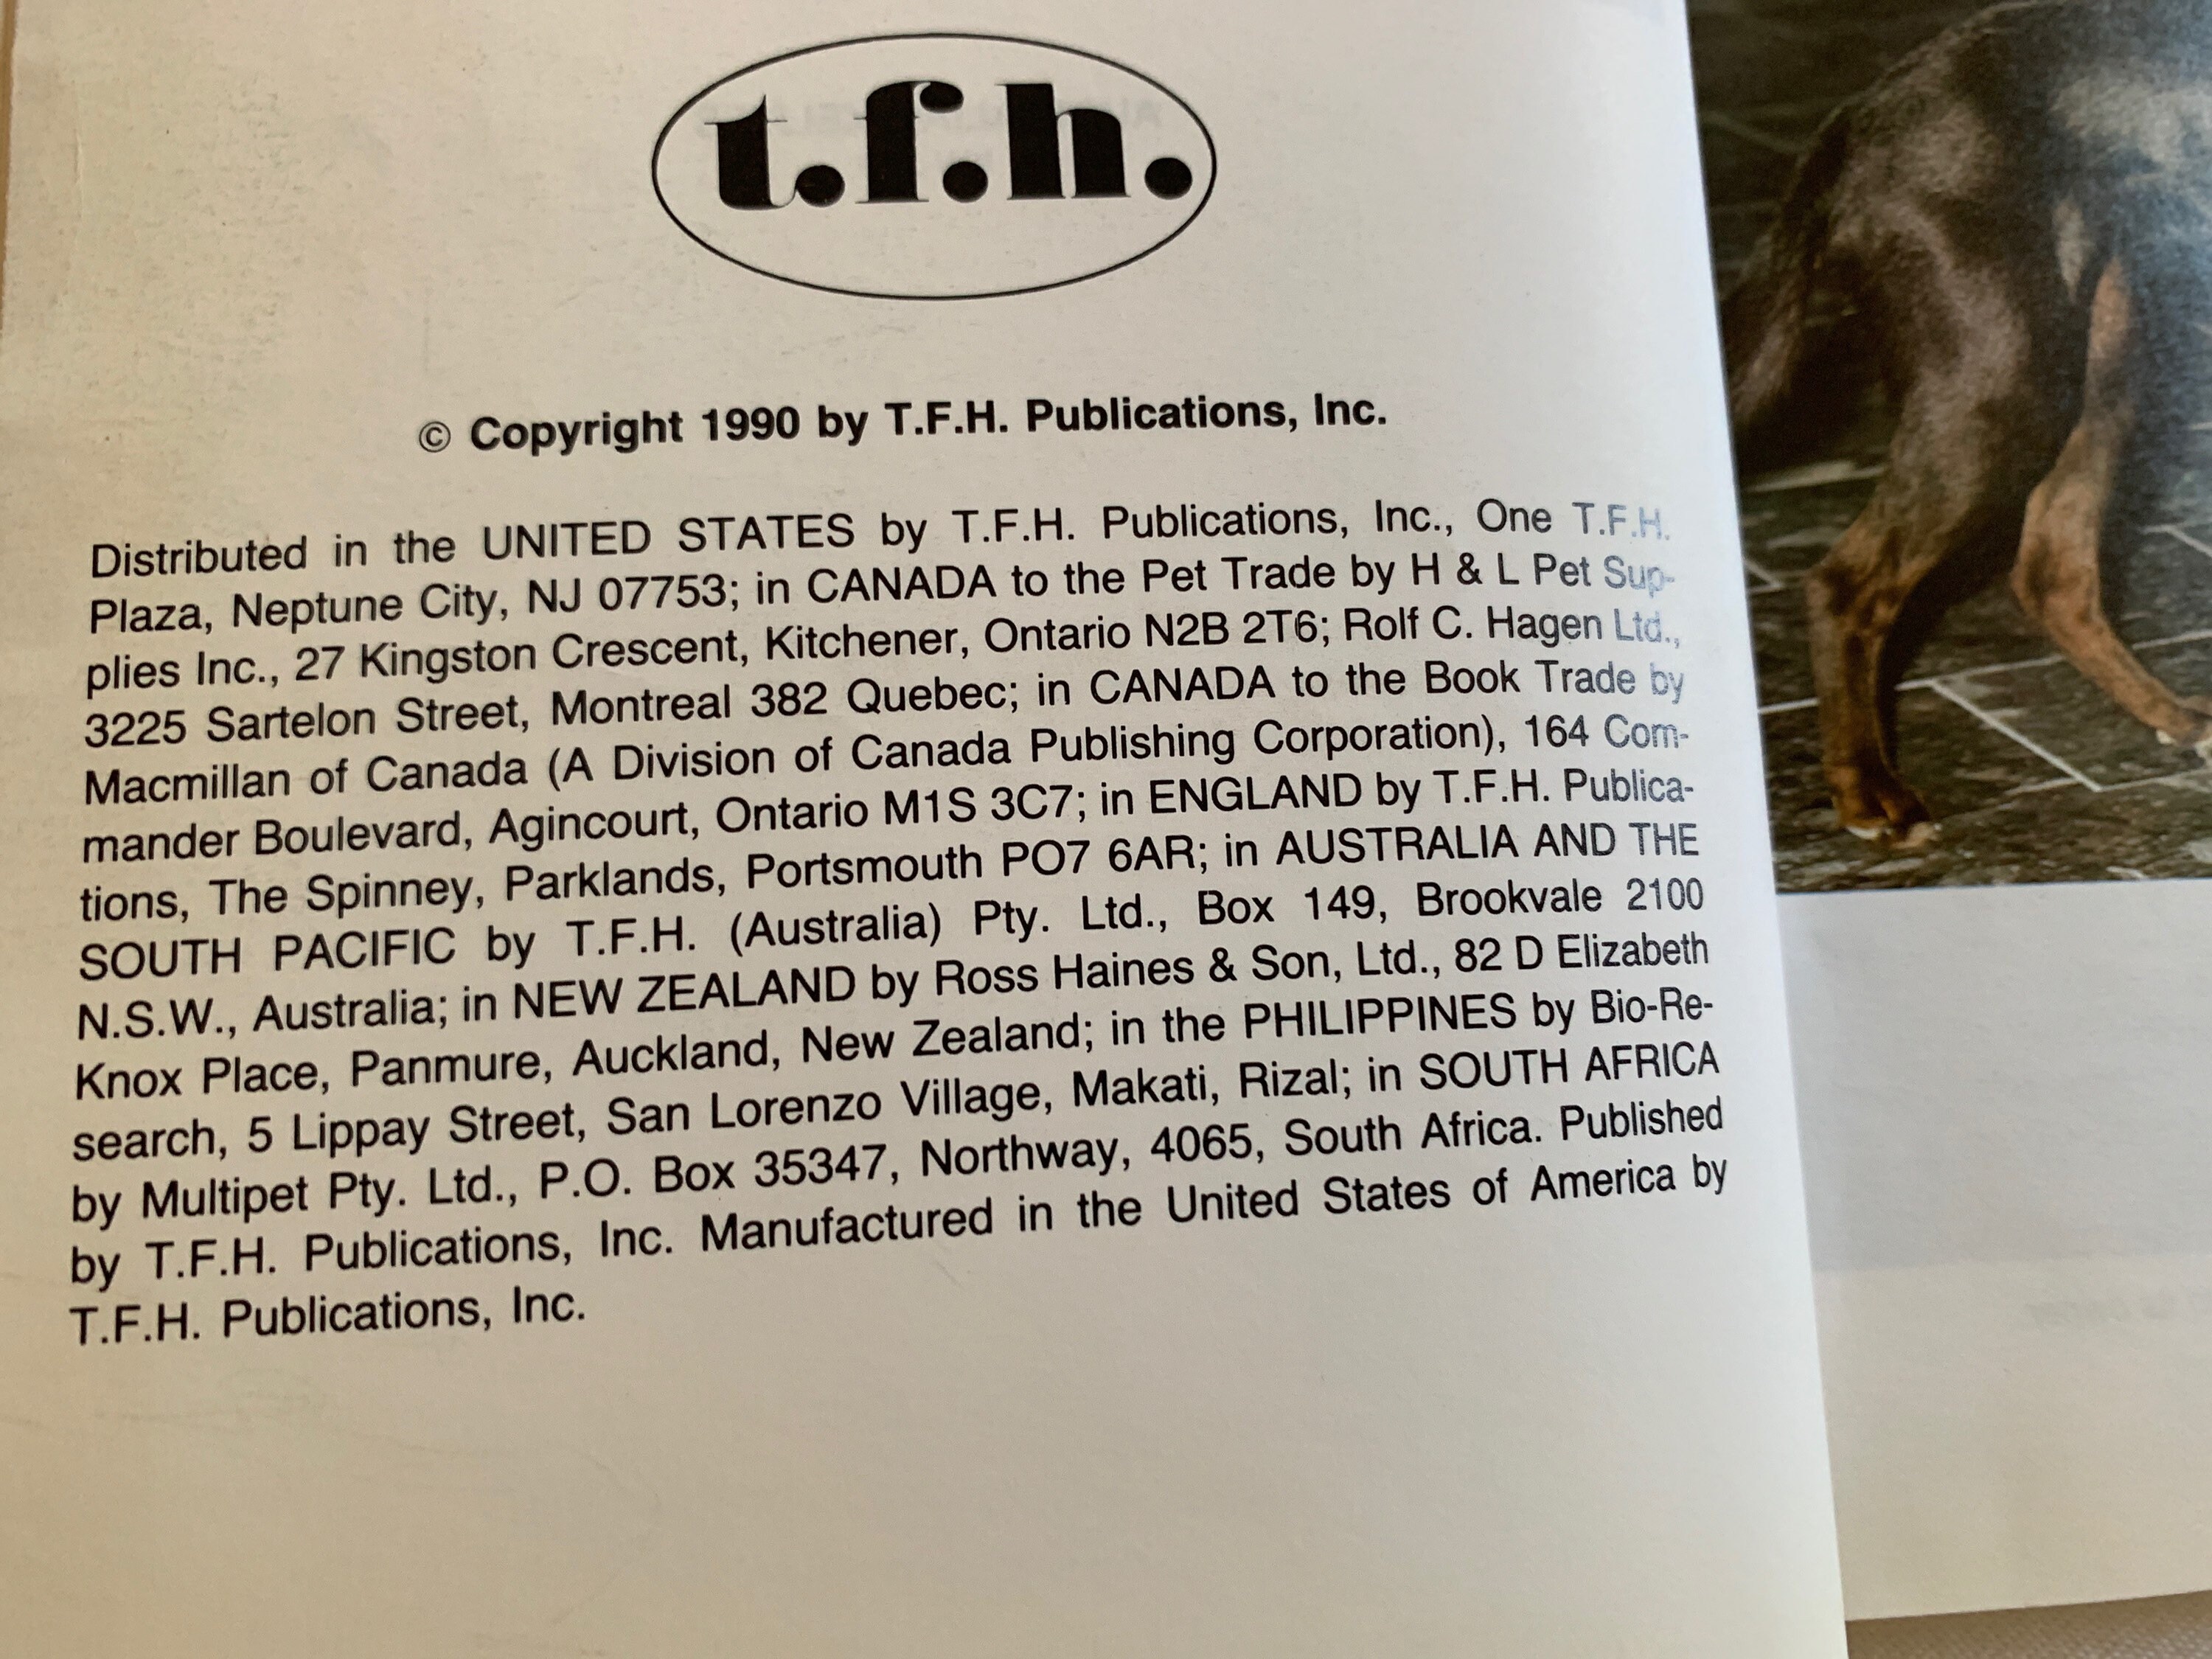 t.f.h.
© Copyright 1990 by T.F.H. Publications, Inc.
Distributed in the UNITED STATES by T.F.H. Publications, Inc., One T.F.H.
Plaza, Neptune City, NJ 07753; in CANADA to the Pet Trade by H & L Pet Sup-
plies Inc., 27 Kingston Crescent, Kitchener, Ontario N2B 2T6; Rolf C. Hagen Ltd.,
3225 Sartelon Street, Montreal 382 Quebec; in CANADA to the Book Trade by
Macmillan of Canada (A Division of Canada Publishing Corporation), 164 Com-
mander Boulevard, Agincourt, Ontario M1S 3C7; in ENGLAND by T.F.H. Publica-
tions, The Spinney, Parklands, Portsmouth PO7 6AR; in AUSTRALIA AND THE
SOUTH PACIFIC by T.F.H. (Australia) Pty. Ltd., Box 149, Brookvale 2100
N.S.W., Australia; in NEW ZEALAND by Ross Haines & Son, Ltd., 82 D Elizabeth
Knox Place, Panmure, Auckland, New Zealand; in the PHILIPPINES by Bio-Re-
search, 5 Lippay Street, San Lorenzo Village, Makati, Rizal; in SOUTH AFRICA
by Multipet Pty. Ltd., P.O. Box 35347, Northway, 4065, South Africa. Published
by T.F.H. Publications, Inc. Manufactured in the United States of America by
T.F.H. Publications, Inc.